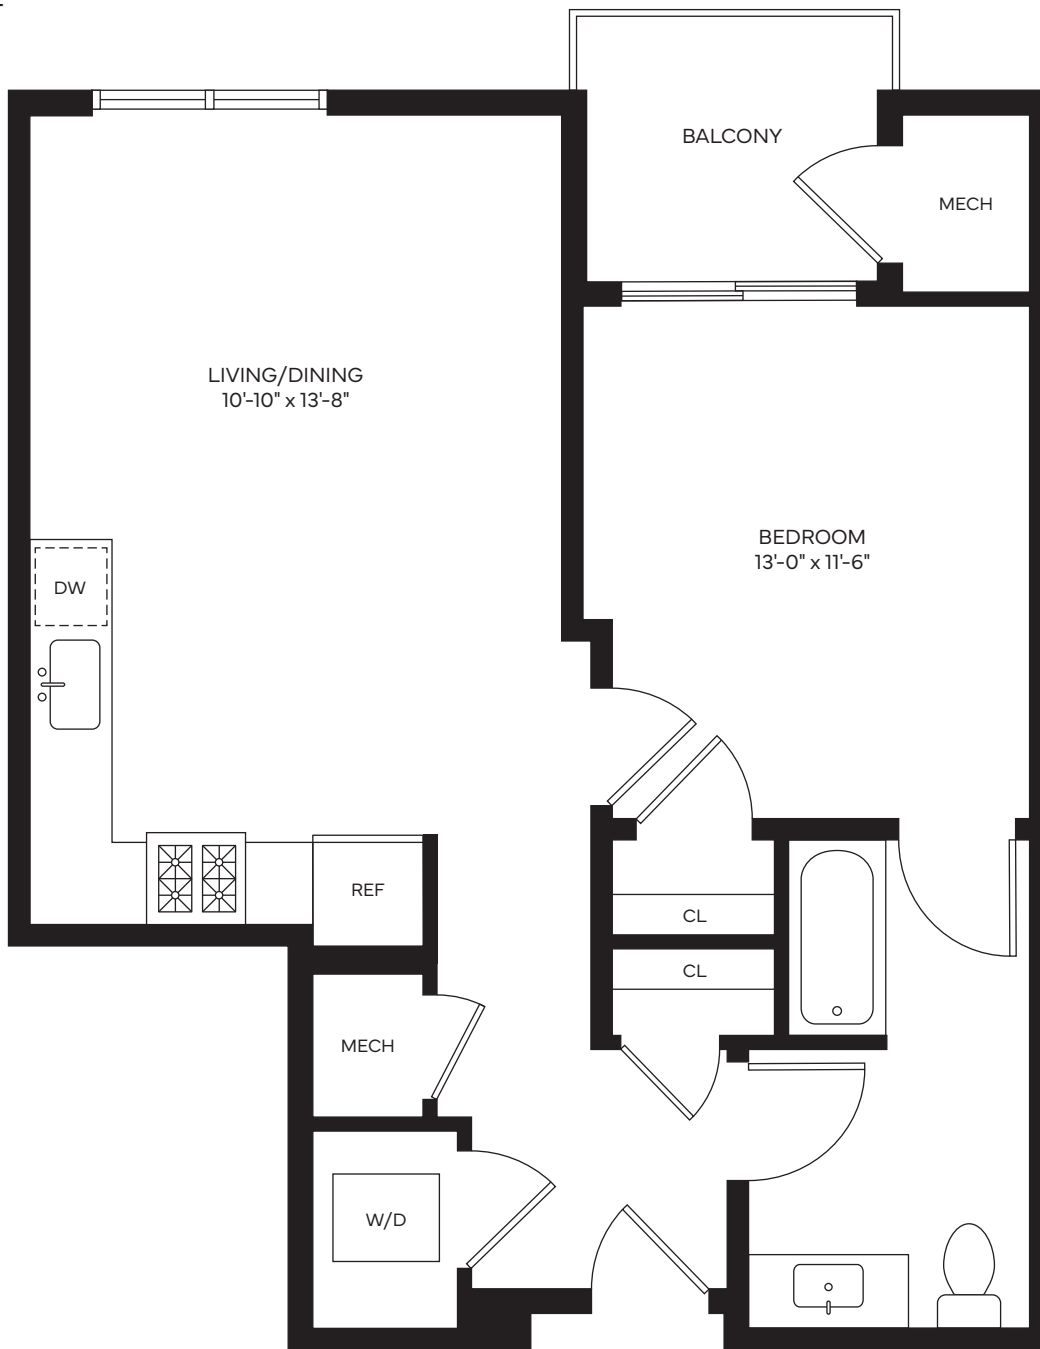 BALCONY
MECH
LIVING/DINING
10'-10" x 13'-8"
BEDROOM
13'-0" x 11'-6"
DW
REF
CL
CL
MECH
W/D